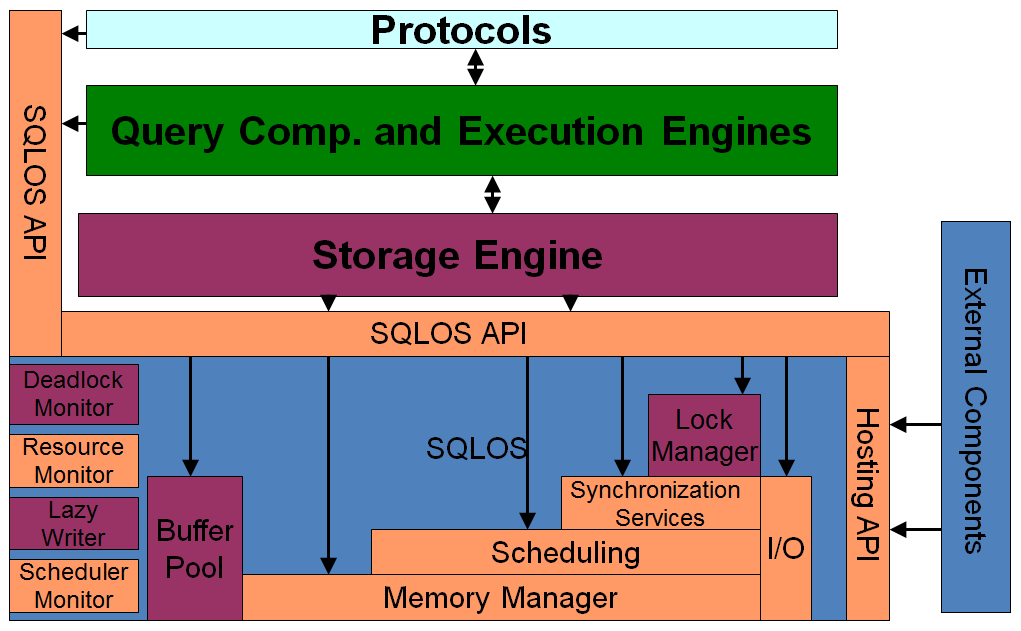 Protocols
SQLOS API
Query Comp. and Execution Engines
Storage Engine
External Components
SQLOS API
Deadlock
Monitor
Resource
Monitor
Lazy
Writer
Scheduler
Monitor
SQLOS
Buffer
Pool
Lock
Manager
Synchronization
Services
Scheduling
Memory Manager
I/O
Hosting API